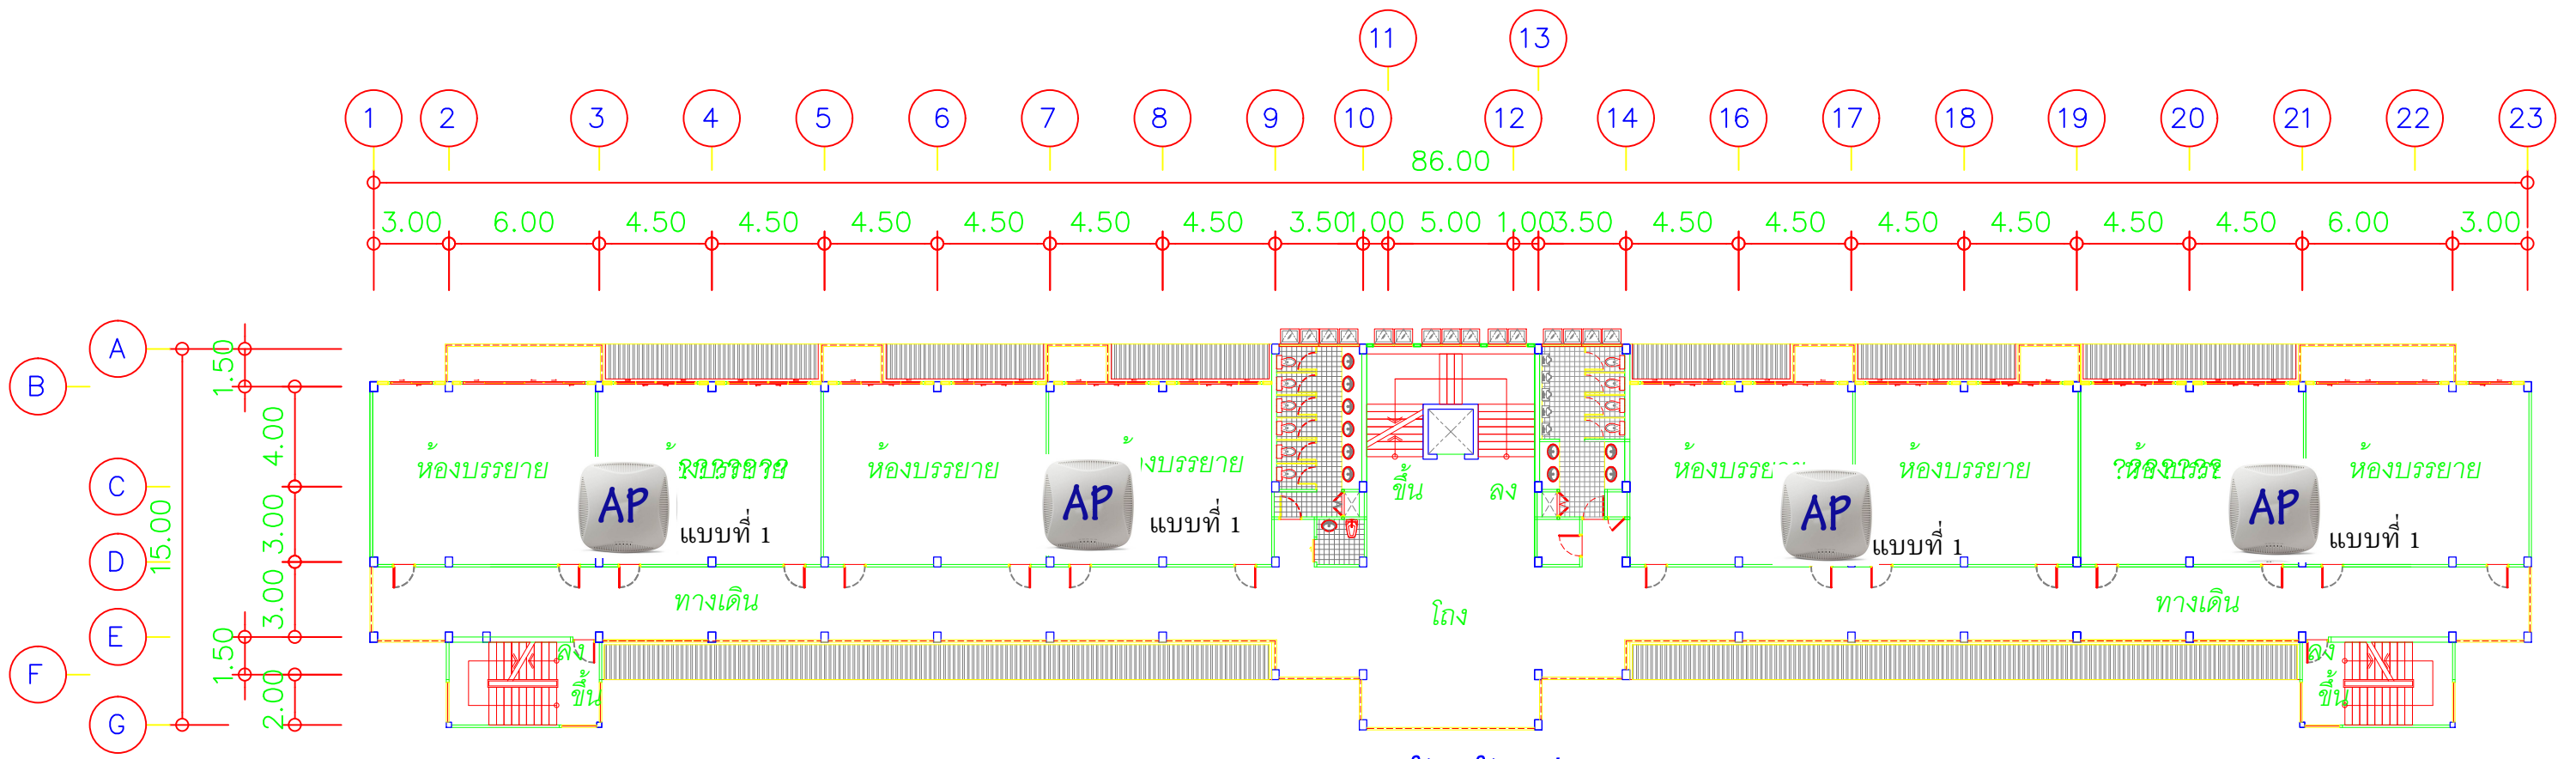 11 13
1 2 3 4 5 6 7 8 9 10 12 14 16 17 18 19 20 21 22 23
86.00
3.00 6.00 4.50 4.50 4.50 4.50 4.50 4.50 3.50 1.00 5.00 1.00 3.50 4.50 4.50 4.50 4.50 4.50 4.50 6.00 3.00
A
B
C
D
E
F
G
1.50
4.00
3.00
15.00
3.00
1.50
2.00
ห้องบรรยาย ห้องบรรยาย ห้องบรรยาย ห้องบรรยาย
ขึ้น ลง
AP แบบที่ 1
AP แบบที่ 1
AP แบบที่ 1
AP แบบที่ 1
ทางเดิน โถง ทางเดิน
ลง ลง
ขึ้น ขึ้น